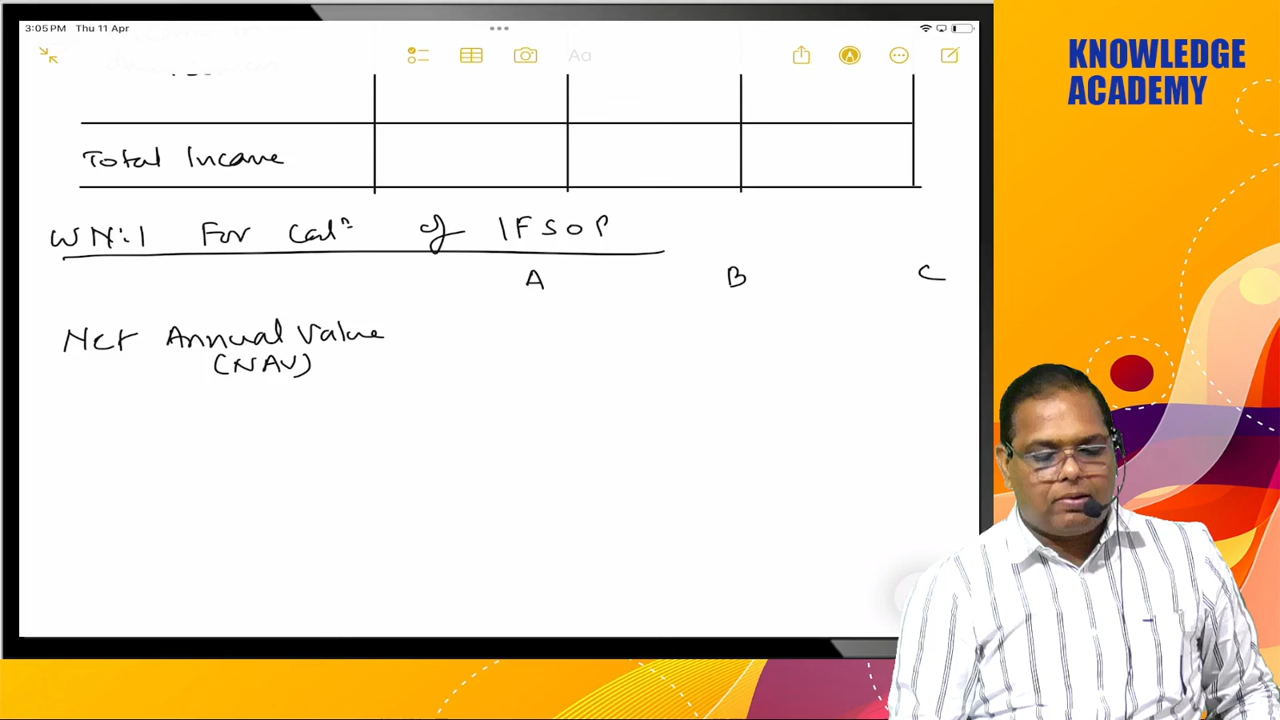 3:05 PM Thu 11 Apr
KNOWLEDGE
ACADEMY
Aa
Total Income
WN:1 For Calⁿ of IFSOP
A B C
Net Annual Value
(NAV)